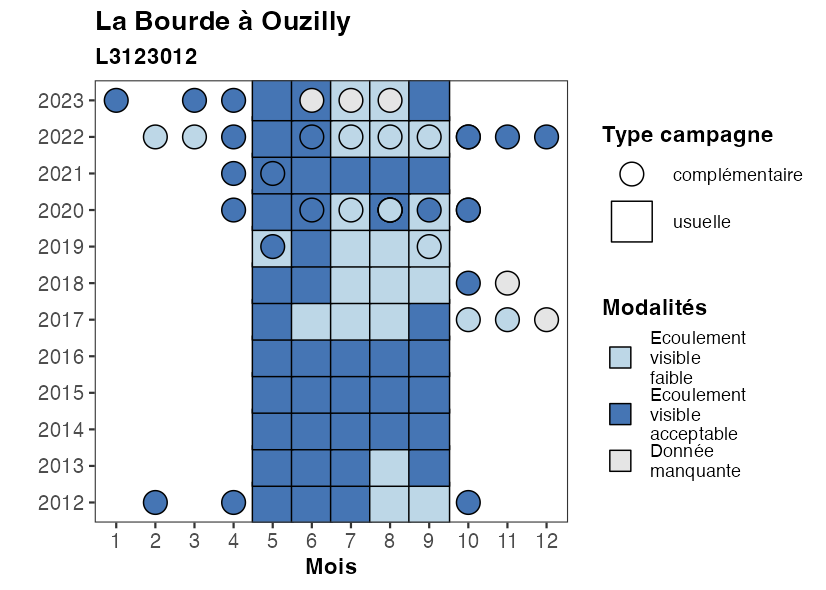 La Bourde à Ouzilly
L3123012
2023
2022
2021
2020
2019
2018
2017
2016
2015
2014
2013
2012
1 2 3 4 5 6 7 8 9 10 11 12
Mois
Type campagne
complémentaire
usuelle
Modalités
Ecoulement
visible
faible
Ecoulement
visible
acceptable
Donnée
manquante